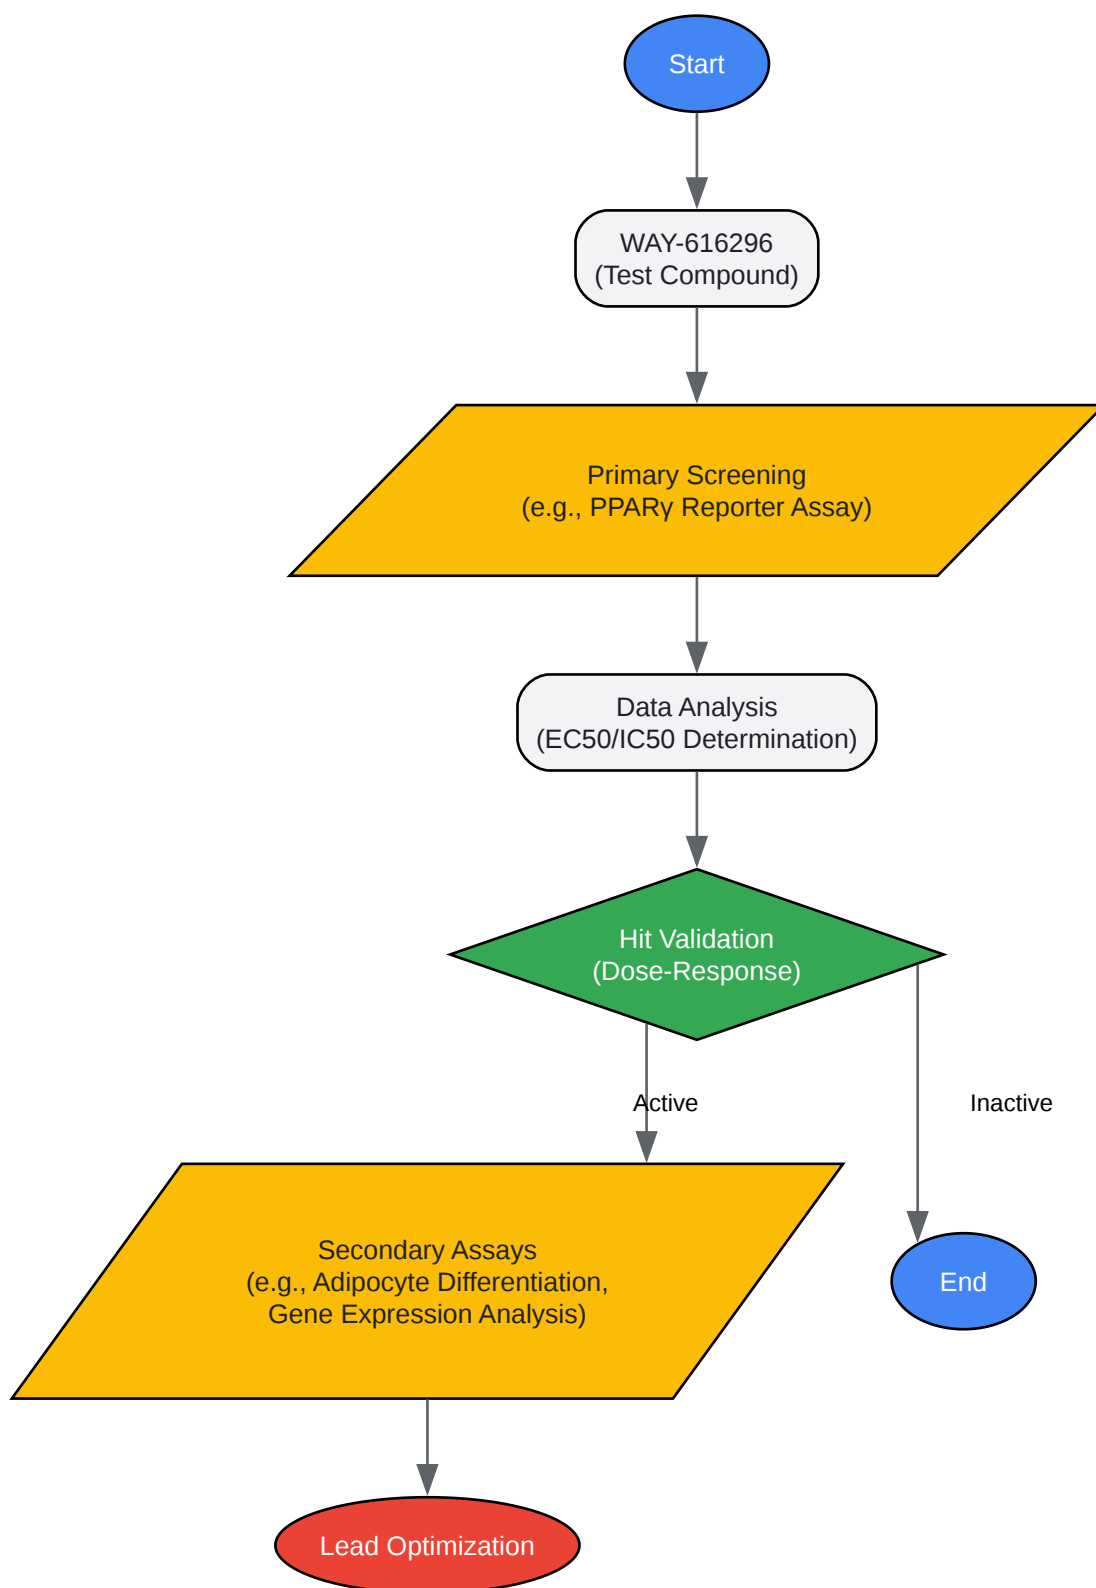 Start
WAY-616296
(Test Compound)
Primary Screening
(e.g., PPARγ Reporter Assay)
Data Analysis
(EC50/IC50 Determination)
Hit Validation
(Dose-Response)
Active
Inactive
Secondary Assays
(e.g., Adipocyte Differentiation,
Gene Expression Analysis)
End
Lead Optimization